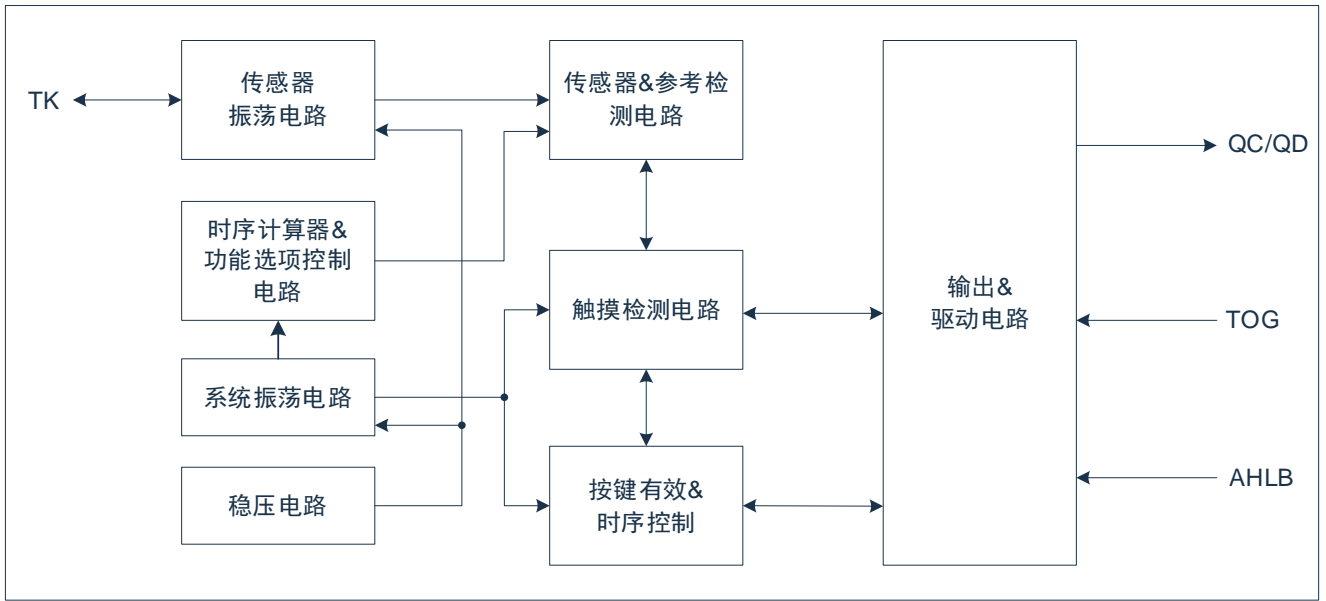 TK
传感器
振荡电路
传感器&参考检
测电路
QC/QD
时序计算器&
功能选项控制
电路
触摸检测电路
输出&
驱动电路
TOG
系统振荡电路
稳压电路
按键有效&
时序控制
AHLB